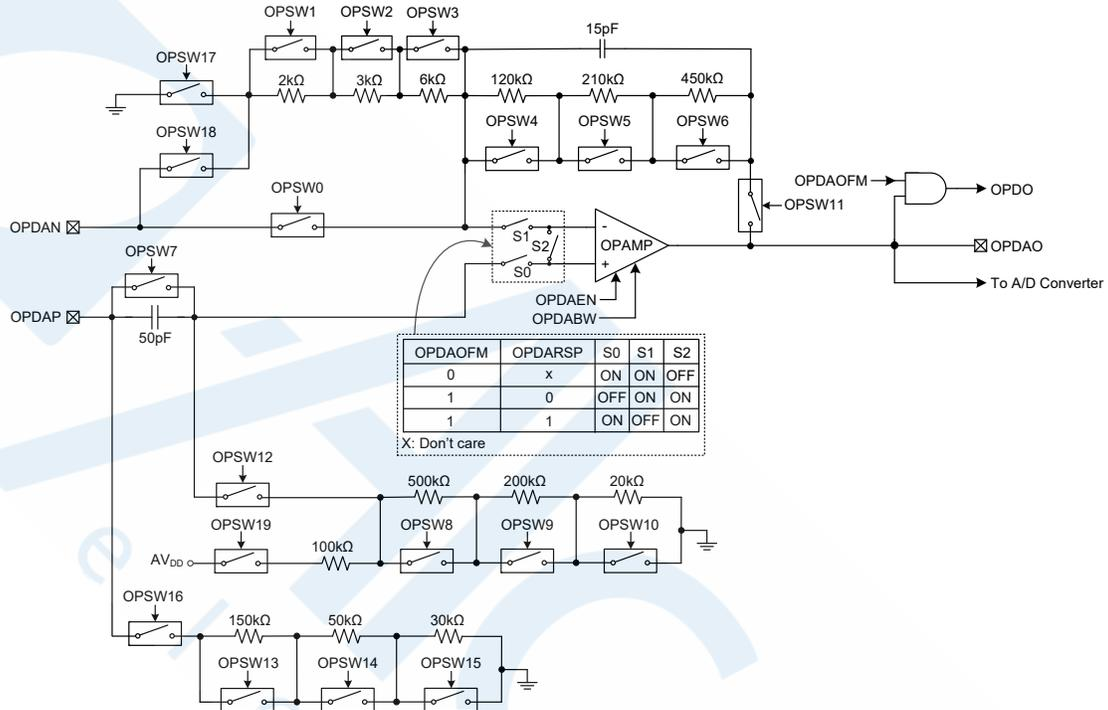 OPSW1 OPSW2 OPSW3
15pF
OPSW17
2kΩ 3kΩ 6kΩ 120kΩ 210kΩ 450kΩ
OPSW18 OPSW4 OPSW5 OPSW6
OPSW0
OPDAOFM OPDO
OPSW11
OPDAN
S1
S2
S0
-
+
OPAMP
OPDAO
OPSW7
To A/D Converter
OPDAEN
OPDABW
OPDAP
50pF
OPDAOFM OPDARSP S0 S1 S2
0 x ON ON OFF
1 0 OFF ON ON
1 1 ON OFF ON
X: Don't care
OPSW12
500kΩ 200kΩ 20kΩ
OPSW19 OPSW8 OPSW9 OPSW10
100kΩ
AVDD
OPSW16
150kΩ 50kΩ 30kΩ
OPSW13 OPSW14 OPSW15